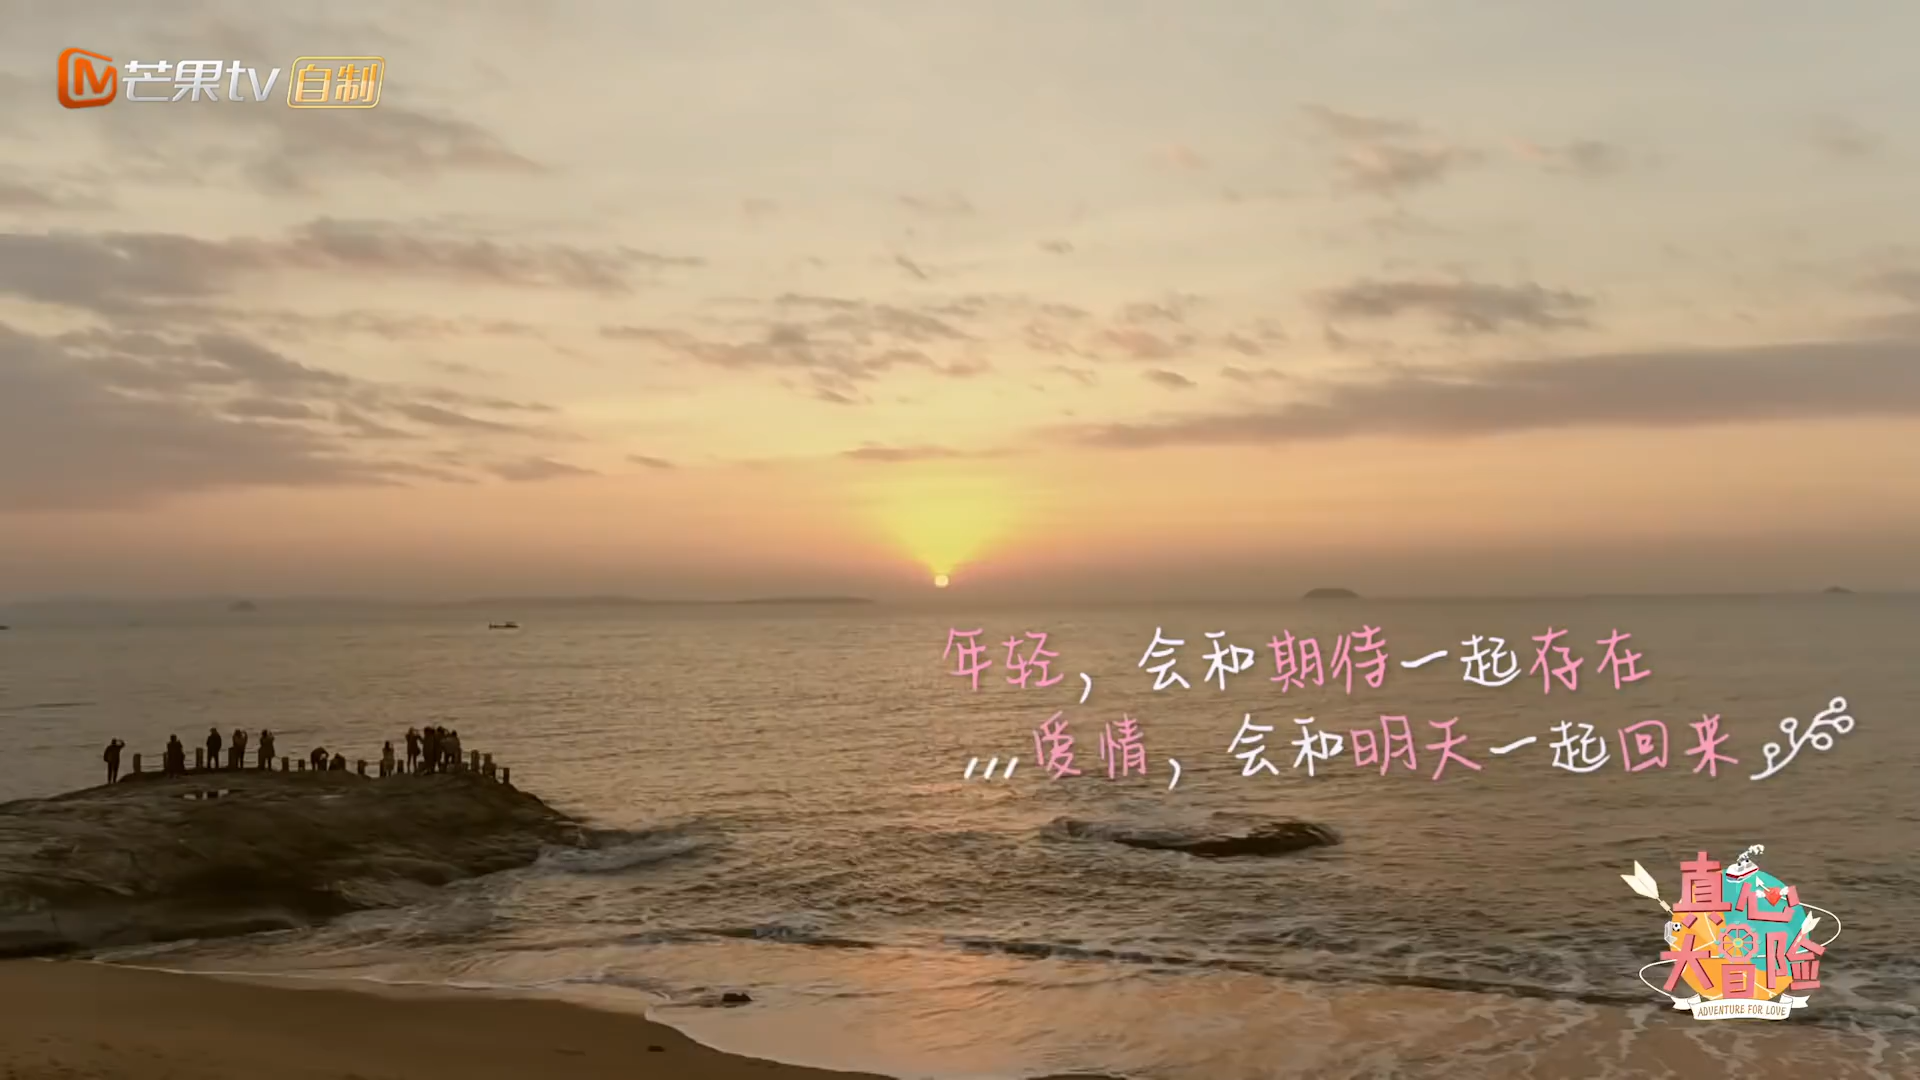 芒果tv 自制
年轻，会和期待一起存在
爱情，会和明天一起回来
真心
大冒险
ADVENTURE FOR LOVE